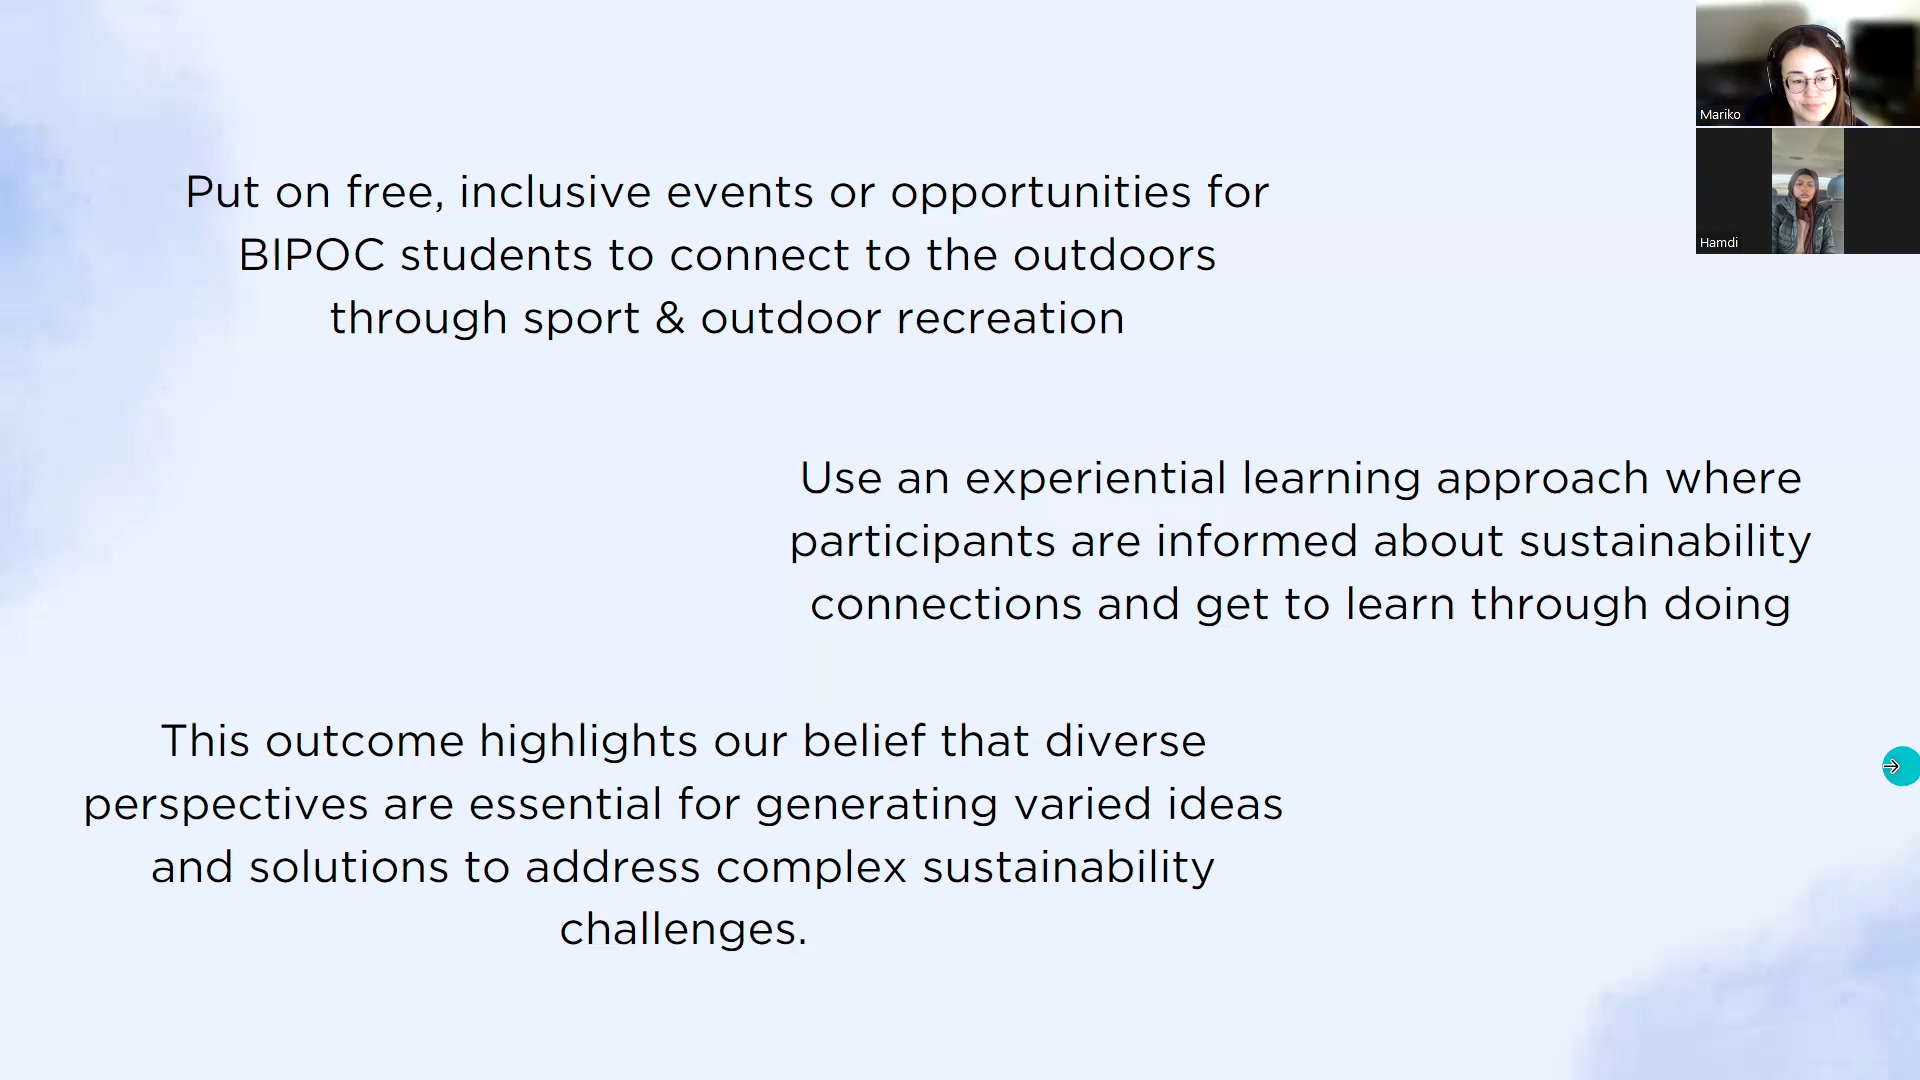 Put on free, inclusive events or opportunities for
BIPOC students to connect to the outdoors
through sport & outdoor recreation
Use an experiential learning approach where
participants are informed about sustainability
connections and get to learn through doing
This outcome highlights our belief that diverse
perspectives are essential for generating varied ideas
and solutions to address complex sustainability
challenges.
Mariko
Hamdi